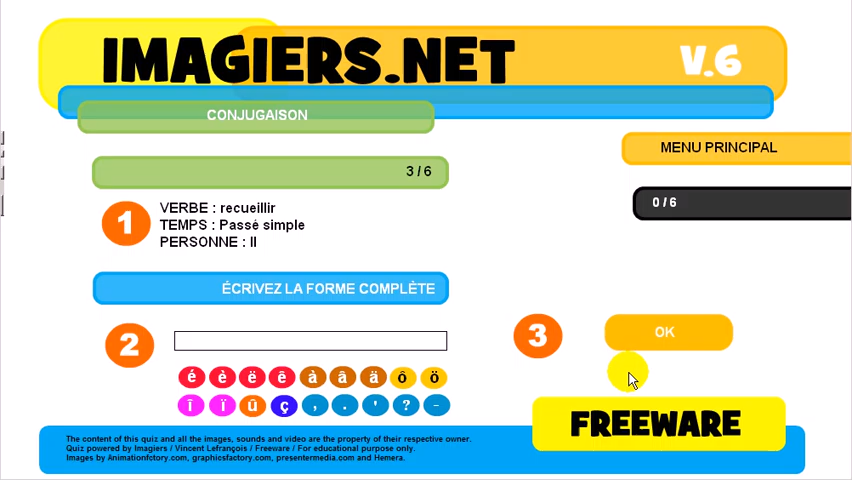 IMAGIERS.NET
V.6
CONJUGAISON
MENU PRINCIPAL
3 / 6
0 / 6
1
VERBE : recueillir
TEMPS : Passé simple
PERSONNE : Il
ÉCRIVEZ LA FORME COMPLÈTE
2
3
OK
é è ë ê à â ä ô ö
î ï û ç , . ' ? -
FREEWARE
The content of this quiz and all the images, sounds and video are the property of their respective owner.
Quiz powered by Imagiers / Vincent Lefrançois / Freeware / For educational purpose only.
Images by Animationfctory.com, graphicsfactory.com, presentermedia.com and Hemera.